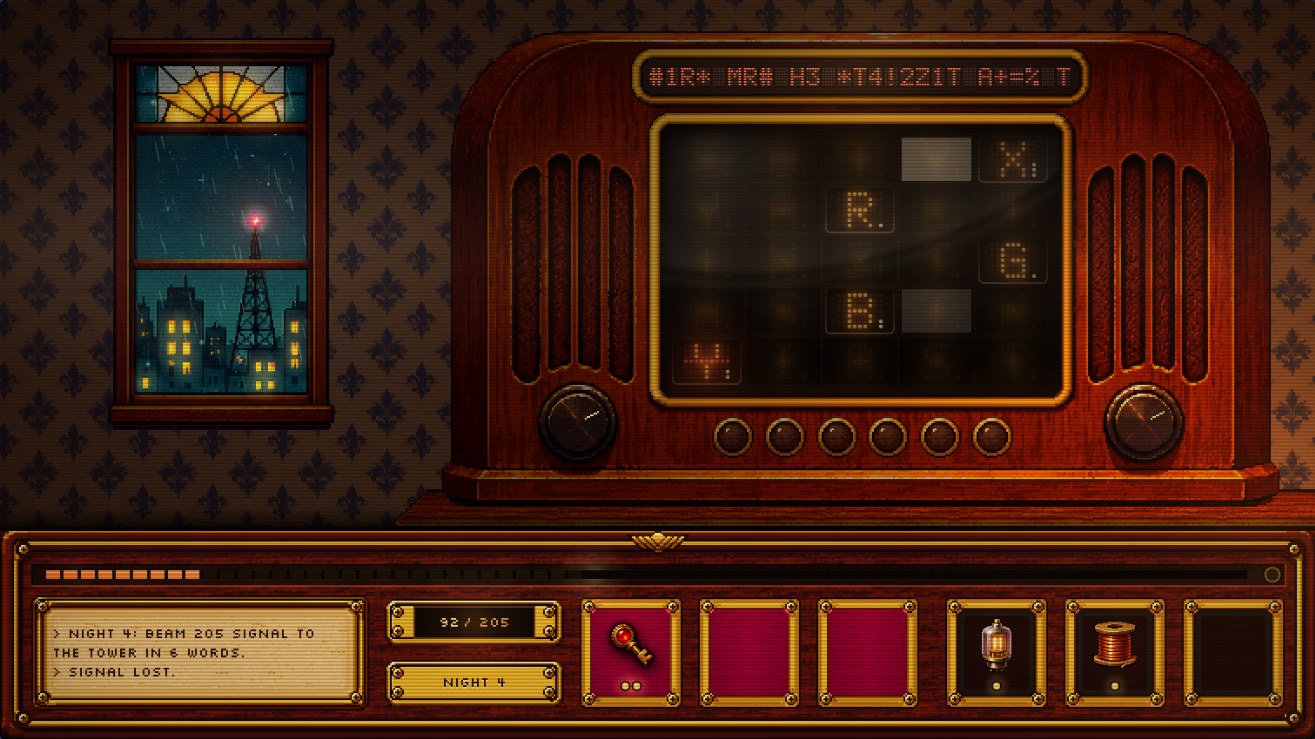 #1R* MR# H3 *T4!2Z1T A+=% T
X:
R.
G.
B:
Y:
> NIGHT 4: BEAM 205 SIGNAL TO
THE TOWER IN 6 WORDS.
> SIGNAL LOST.
92 / 205
NIGHT 4